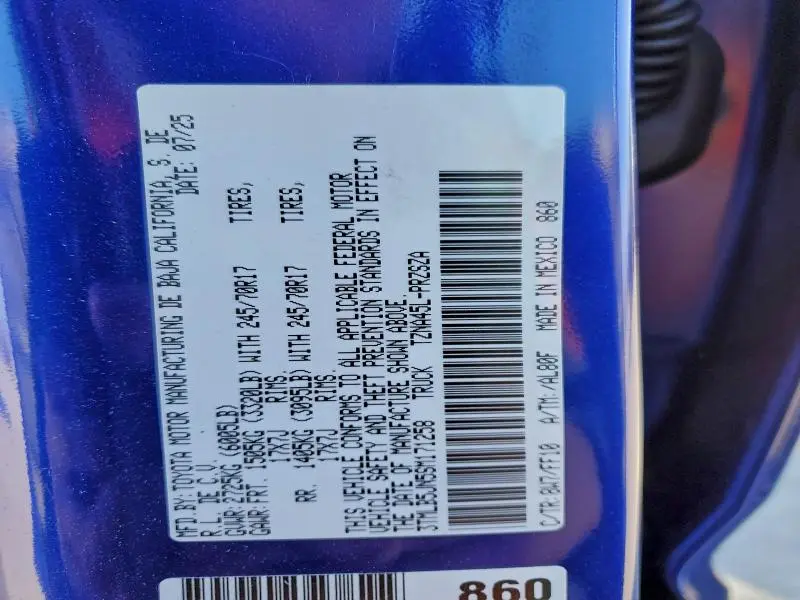 MFD. BY: TOYOTA MOTOR MANUFACTURING DE BAJA CALIFORNIA, S. DE
R.L. DE C.V. DATE: 07/25
GVWR: 2725KG (6005LB)
GAWR: FRT. 1505KG (3320LB) WITH 245/70R17 TIRES,
17X7J RIMS.
RR. 1405KG (3095LB) WITH 245/70R17 TIRES,
17X7J RIMS.
THIS VEHICLE CONFORMS TO ALL APPLICABLE FEDERAL MOTOR
VEHICLE SAFETY AND THEFT PREVENTION STANDARDS IN EFFECT ON
THE DATE OF MANUFACTURE SHOWN ABOVE.
3TMLB5JN5SM171258 TRUCK TZNA45L-PRZSZA
C/TR: 8W7/FF10 A/TM: /AL80F MADE IN MEXICO 860
860